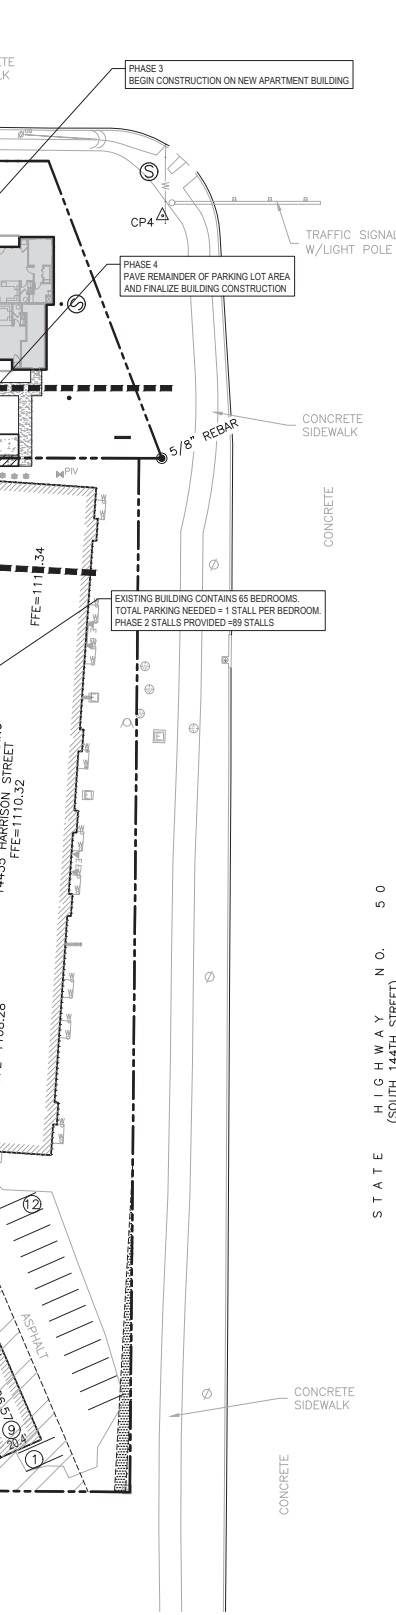 PHASE 3
BEGIN CONSTRUCTION ON NEW APARTMENT BUILDING
S
W
CP4
TRAFFIC SIGNAL
W/LIGHT POLE
PHASE 4
PAVE REMAINDER OF PARKING LOT AREA
AND FINALIZE BUILDING CONSTRUCTION
S
CONCRETE
SIDEWALK
5/8" REBAR
PIV
CONCRETE
EXISTING BUILDING CONTAINS 65 BEDROOMS.
TOTAL PARKING NEEDED = 1 STALL PER BEDROOM.
PHASE 2 STALLS PROVIDED =89 STALLS
HARRISON STREET
FFE=1110.32
STATE HIGHWAY NO. 50
(SOUTH 144TH STREET)
12
ASPHALT
CONCRETE
SIDEWALK
9
20.4
1
CONCRETE